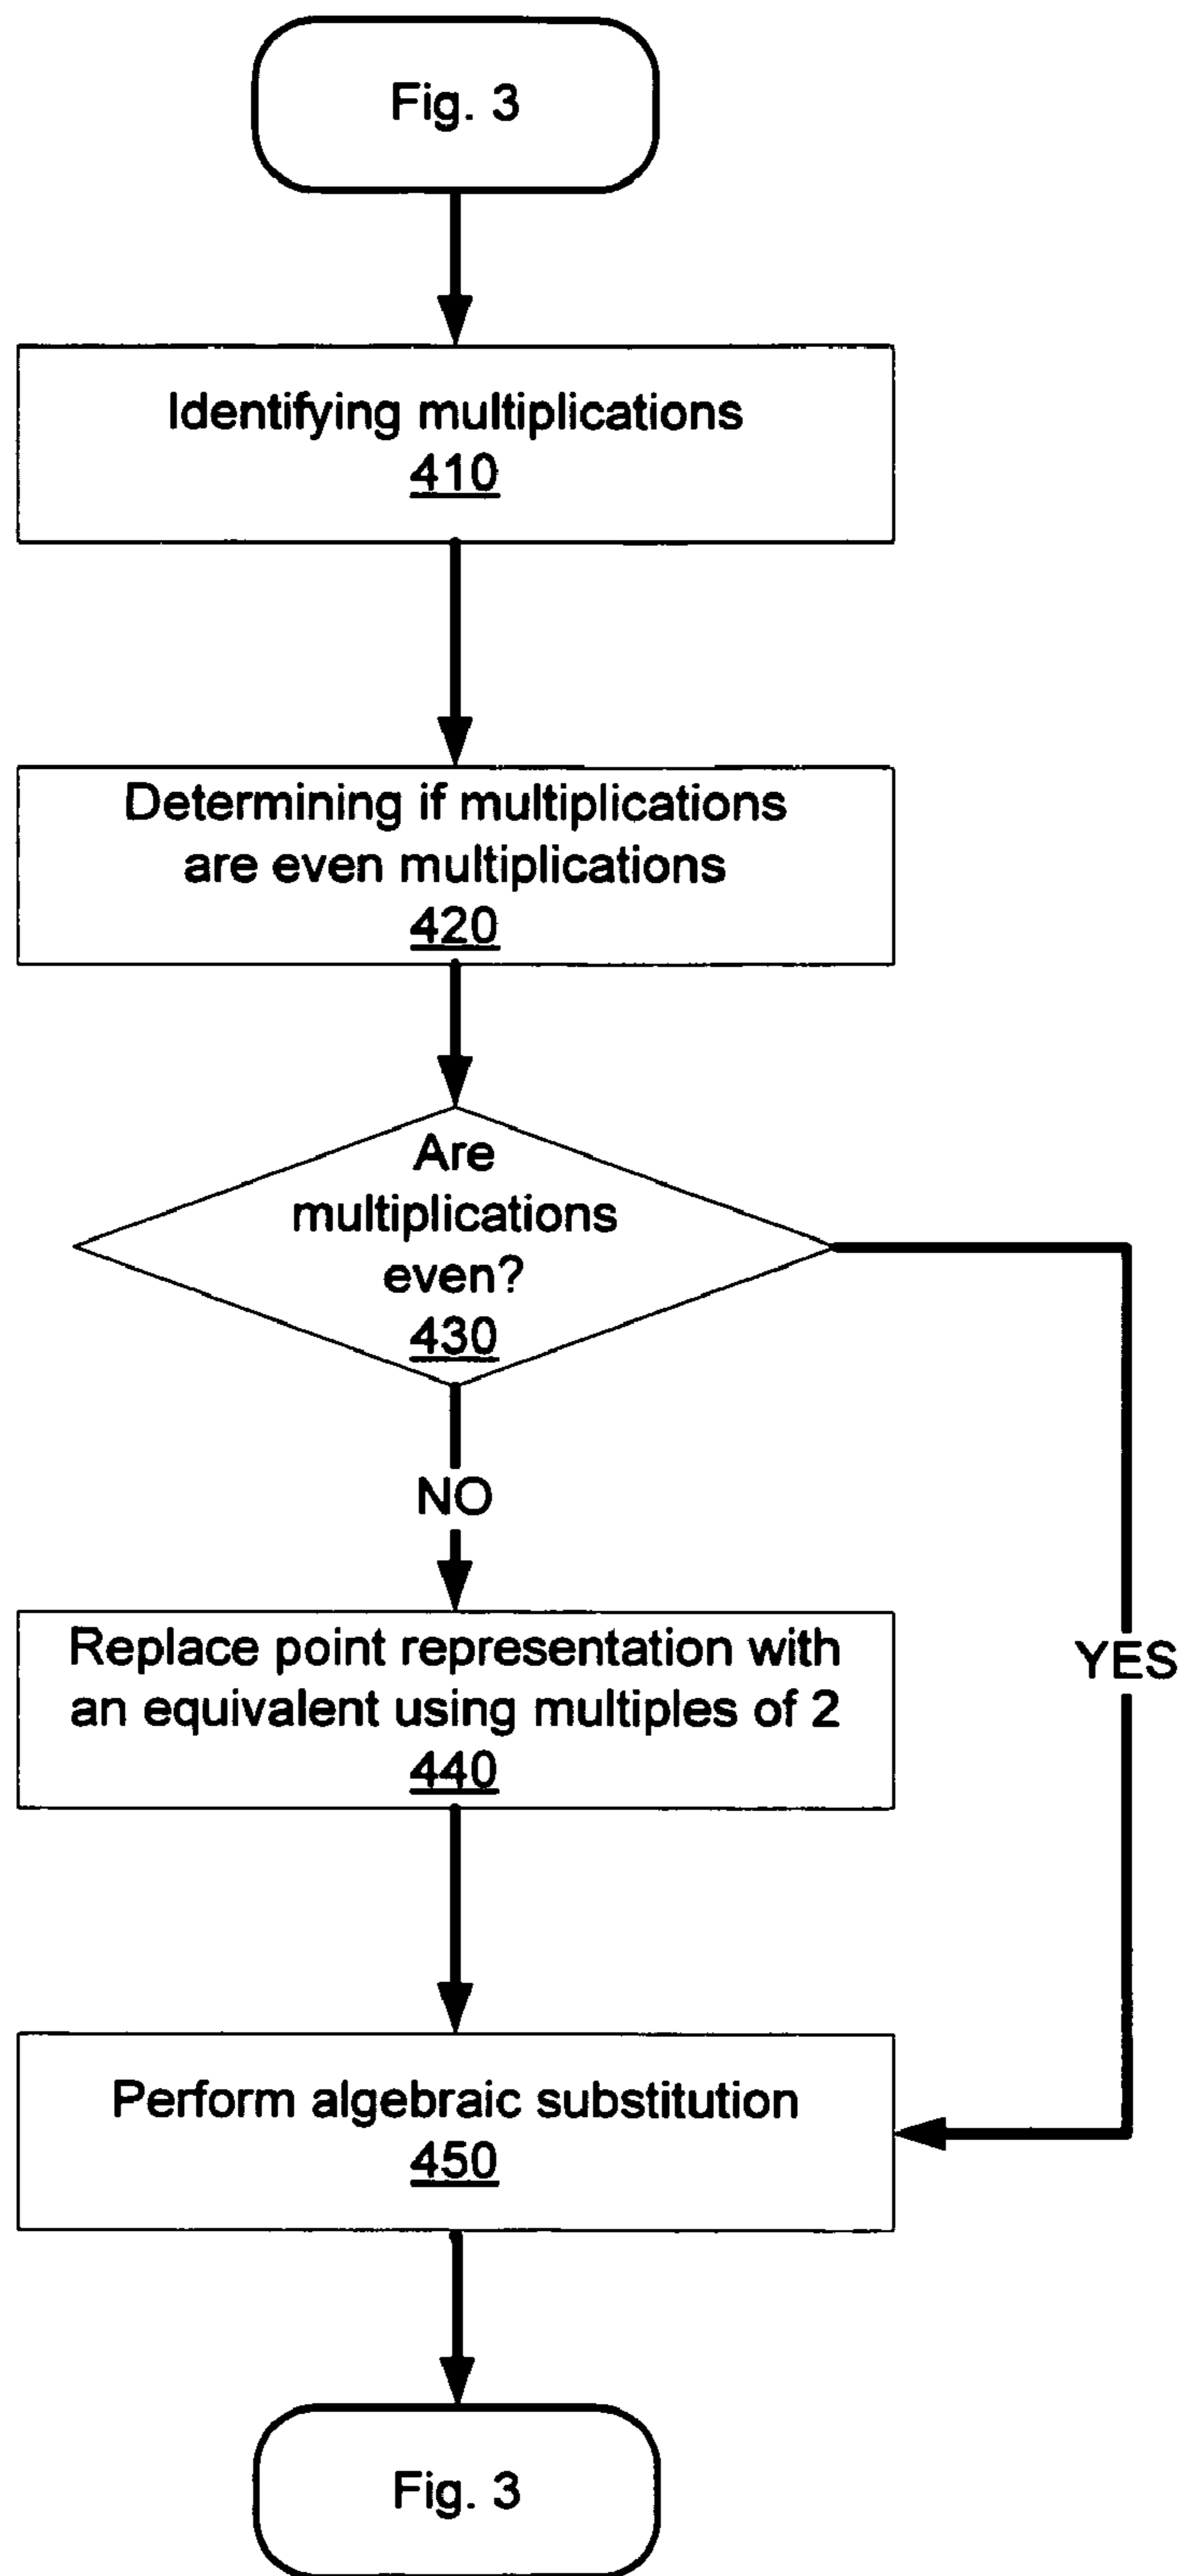 Fig. 3
Identifying multiplications
410
Determining if multiplications
are even multiplications
420
Are
multiplications
even?
430
NO
Replace point representation with
an equivalent using multiples of 2
440
YES
Perform algebraic substitution
450
Fig. 3